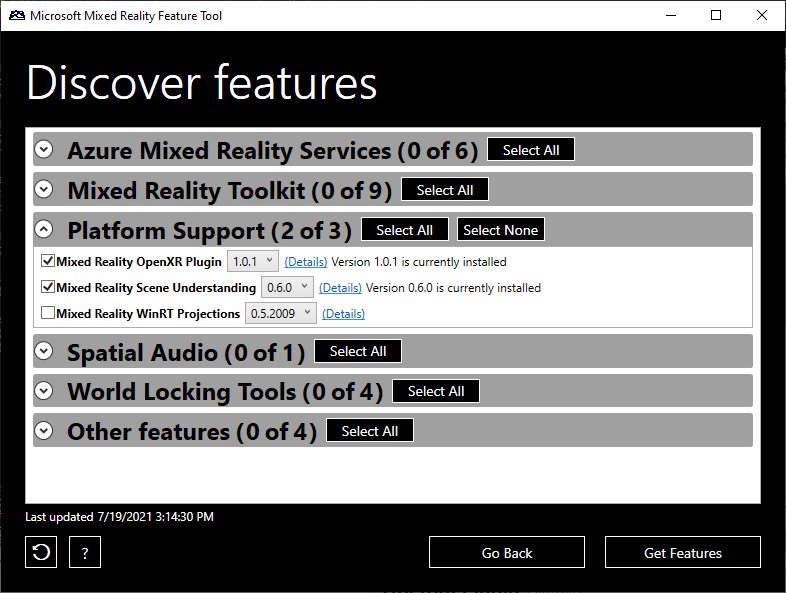 Microsoft Mixed Reality Feature Tool
Discover features
Azure Mixed Reality Services (0 of 6) Select All
Mixed Reality Toolkit (0 of 9) Select All
Platform Support (2 of 3) Select All Select None
Mixed Reality OpenXR Plugin 1.0.1 (Details) Version 1.0.1 is currently installed
Mixed Reality Scene Understanding 0.6.0 (Details) Version 0.6.0 is currently installed
Mixed Reality WinRT Projections 0.5.2009 (Details)
Spatial Audio (0 of 1) Select All
World Locking Tools (0 of 4) Select All
Other features (0 of 4) Select All
Last updated 7/19/2021 3:14:30 PM
? Go Back Get Features